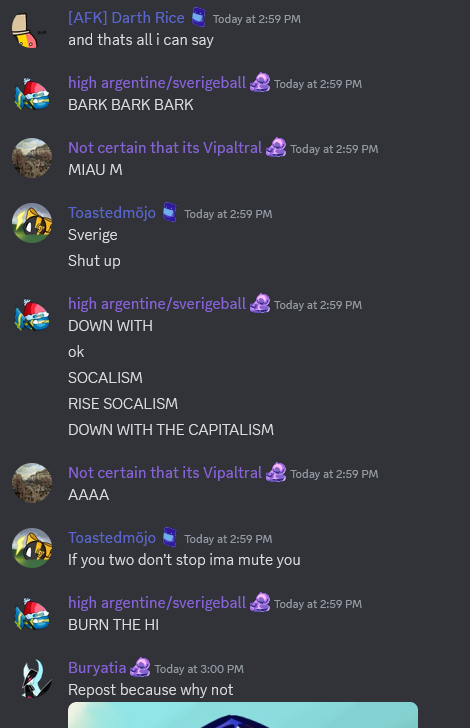 [AFK] Darth Rice Today at 2:59 PM
and thats all i can say
high argentine/sverigeball Today at 2:59 PM
BARK BARK BARK
Not certain that its Vipaltral Today at 2:59 PM
MIAU M
Toastedmõjo Today at 2:59 PM
Sverige
Shut up
high argentine/sverigeball Today at 2:59 PM
DOWN WITH
ok
SOCALISM
RISE SOCALISM
DOWN WITH THE CAPITALISM
Not certain that its Vipaltral Today at 2:59 PM
AAAA
Toastedmõjo Today at 2:59 PM
If you two don't stop ima mute you
high argentine/sverigeball Today at 2:59 PM
BURN THE HI
Buryatia Today at 3:00 PM
Repost because why not